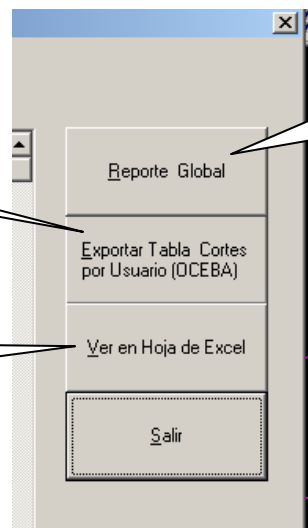 Reporte Global
Exportar Tabla Cortes
por Usuario (OCEBA)
Ver en Hoja de Excel
Salir